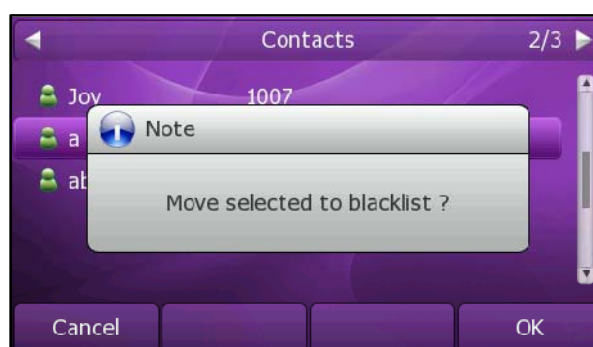 Contacts 2/3
Joy 1007
Note
a
ab
Move selected to blacklist ?
Cancel OK